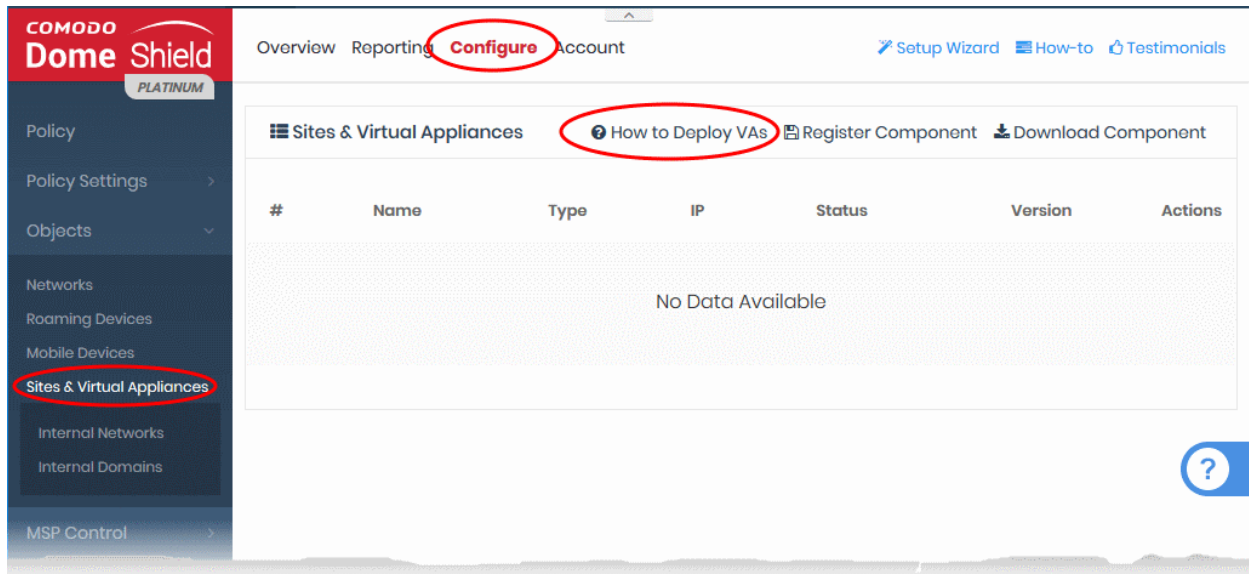 COMODO
Dome Shield
PLATINUM
Overview Reporting Configure Account
Setup Wizard How-to Testimonials
Policy
Policy Settings
Objects
Networks
Roaming Devices
Mobile Devices
Sites & Virtual Appliances
Internal Networks
Internal Domains
MSP Control
Sites & Virtual Appliances ? How to Deploy VAs Register Component Download Component
# Name Type IP Status Version Actions
No Data Available
?